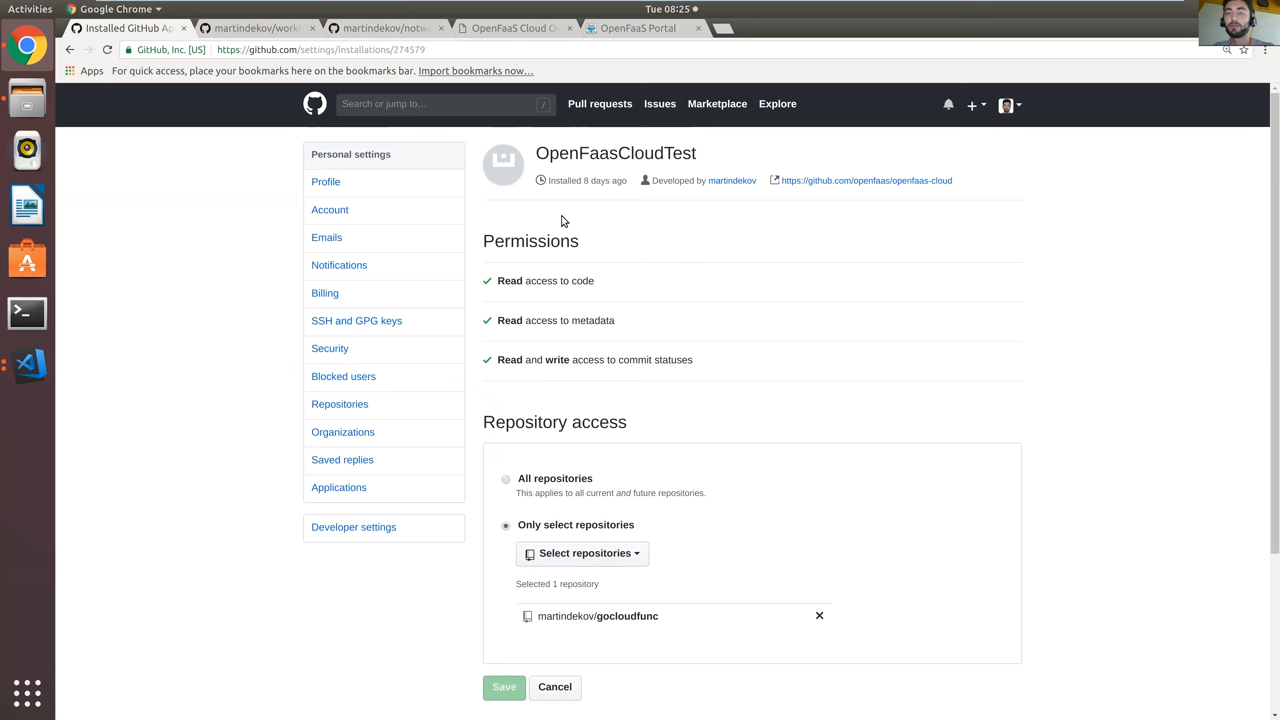 Activities
Google Chrome
Tue 08:25
Installed GitHub Ap
martindekov/worki
martindekov/notwo
OpenFaaS Cloud O
OpenFaaS Portal
GitHub, Inc. [US]
https://github.com/settings/installations/274579
Apps
For quick access, place your bookmarks here on the bookmarks bar. Import bookmarks now…
Search or jump to…
/
Pull requests
Issues
Marketplace
Explore
Personal settings
Profile
Account
Emails
Notifications
Billing
SSH and GPG keys
Security
Blocked users
Repositories
Organizations
Saved replies
Applications
Developer settings
OpenFaasCloudTest
Installed 8 days ago
Developed by martindekov
https://github.com/openfaas/openfaas-cloud
Permissions
Read access to code
Read access to metadata
Read and write access to commit statuses
Repository access
All repositories
This applies to all current and future repositories.
Only select repositories
Select repositories
Selected 1 repository
martindekov/gocloudfunc
Save
Cancel